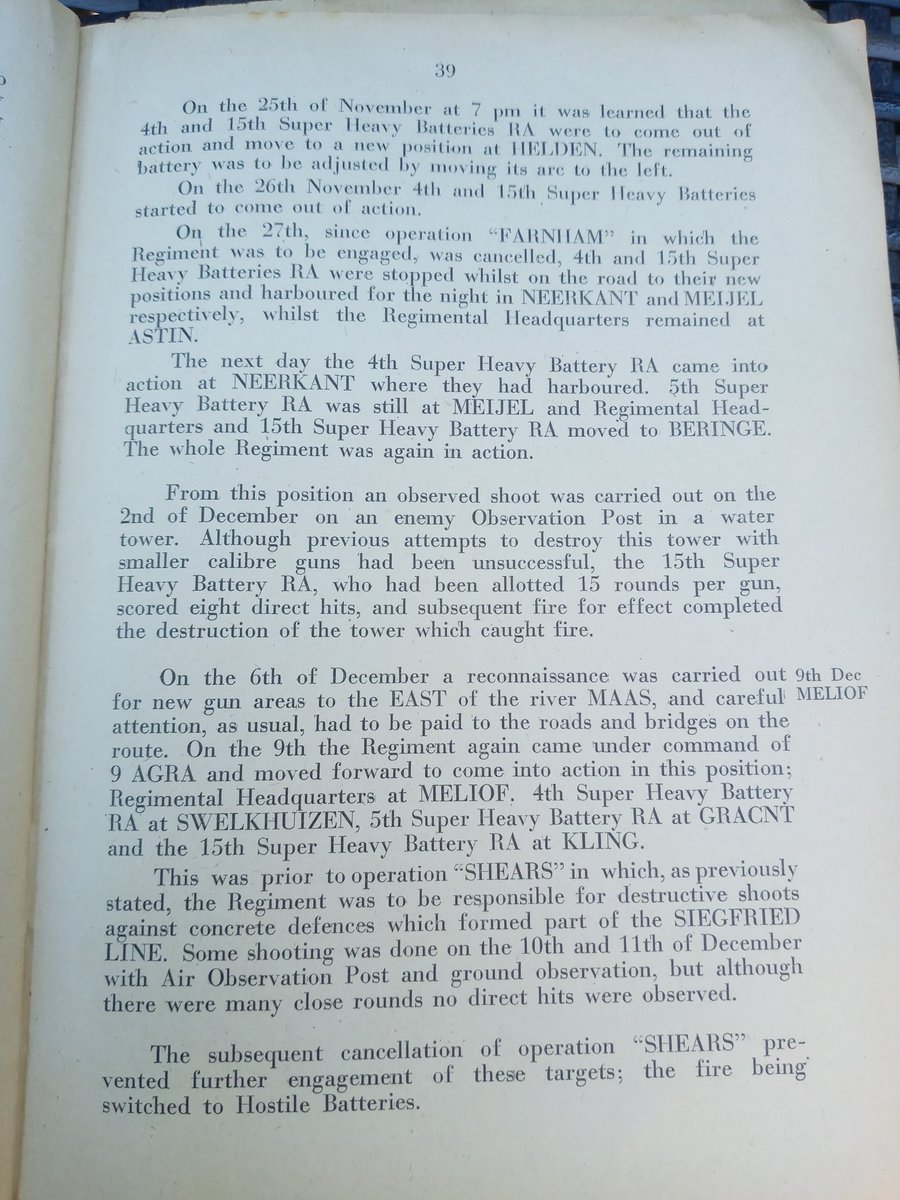 39
On the 25th of November at 7 pm it was learned that the
4th and 15th Super Heavy Batteries RA were to come out of
action and move to a new position at HELDEN. The remaining
battery was to be adjusted by moving its arc to the left.
On the 26th November 4th and 15th Super Heavy Batteries
started to come out of action.
On the 27th, since operation “FARNHAM” in which the
Regiment was to be engaged, was cancelled, 4th and 15th Super
Heavy Batteries RA were stopped whilst on the road to their new
positions and harboured for the night in NEERKANT and MEIJEL
respectively, whilst the Regimental Headquarters remained at
ASTIN.
The next day the 4th Super Heavy Battery RA came into
action at NEERKANT where they had harboured. 5th Super
Heavy Battery RA was still at MEIJEL and Regimental Head-
quarters and 15th Super Heavy Battery RA moved to BERINGE.
The whole Regiment was again in action.
From this position an observed shoot was carried out on the
2nd of December on an enemy Observation Post in a water
tower. Although previous attempts to destroy this tower with
smaller calibre guns had been unsuccessful, the 15th Super
Heavy Battery RA, who had been allotted 15 rounds per gun,
scored eight direct hits, and subsequent fire for effect completed
the destruction of the tower which caught fire.
On the 6th of December a reconnaissance was carried out
for new gun areas to the EAST of the river MAAS, and careful
attention, as usual, had to be paid to the roads and bridges on the
route. On the 9th the Regiment again came under command of
9 AGRA and moved forward to come into action in this position;
Regimental Headquarters at MELIOF. 4th Super Heavy Battery
RA at SWELKHUIZEN, 5th Super Heavy Battery RA at GRACNT
and the 15th Super Heavy Battery RA at KLING.
9th Dec
MELIOF
This was prior to operation “SHEARS” in which, as previously
stated, the Regiment was to be responsible for destructive shoots
against concrete defences which formed part of the SIEGFRIED
LINE. Some shooting was done on the 10th and 11th of December
with Air Observation Post and ground observation, but although
there were many close rounds no direct hits were observed.
The subsequent cancellation of operation “SHEARS” pre-
vented further engagement of these targets; the fire being
switched to Hostile Batteries.